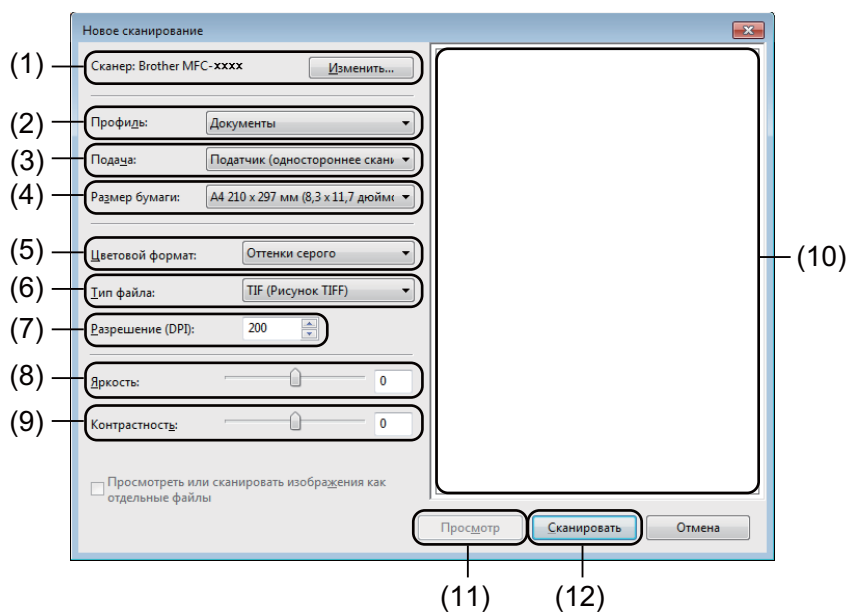 Новое сканирование
(1) Сканер: Brother MFC-xxxx Изменить...
(2) Профиль: Документы
(3) Подача: Податчик (одностороннее скани
(4) Размер бумаги: A4 210 x 297 мм (8,3 x 11,7 дюймо
(5) Цветовой формат: Оттенки серого
(6) Тип файла: TIF (Рисунок TIFF)
(7) Разрешение (DPI): 200
(8) Яркость: 0
(9) Контрастность: 0
(10)
Просмотреть или сканировать изображения как
отдельные файлы
Просмотр Сканировать Отмена
(11) (12)